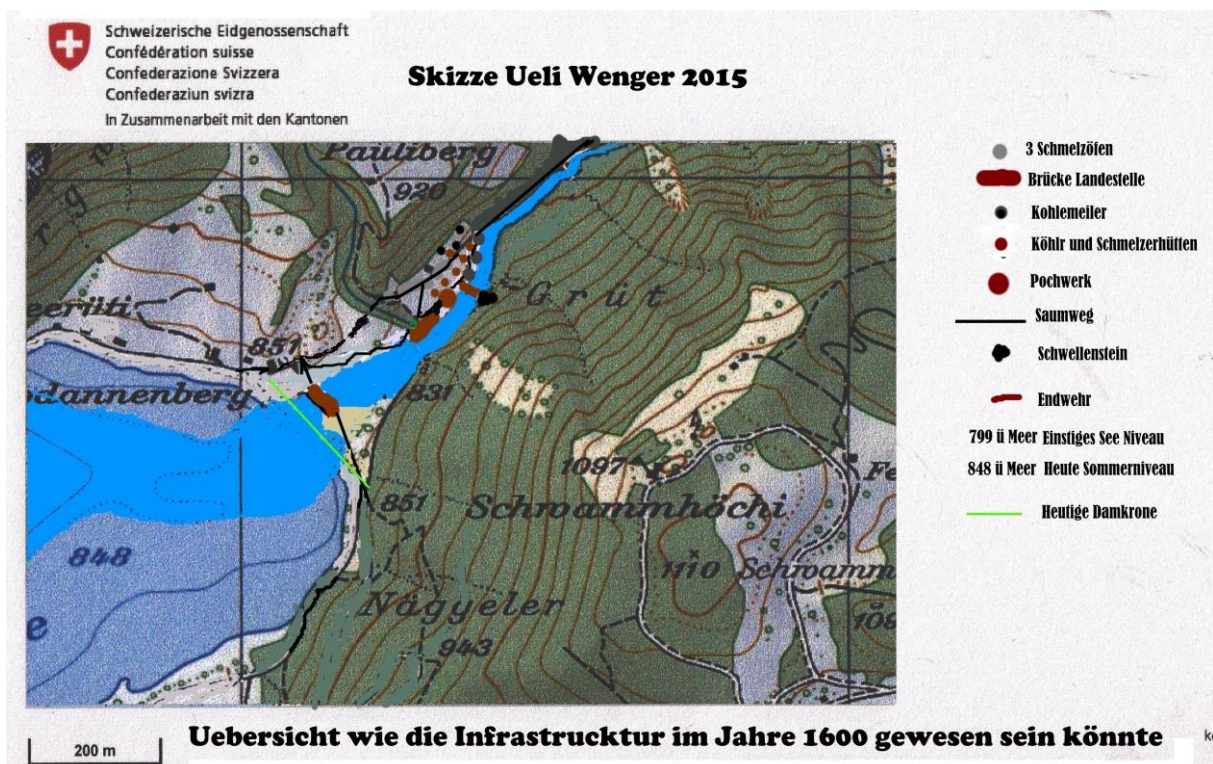 Schweizerische Eidgenossenschaft
Confédération suisse
Confederazione Svizzera
Confederaziun svizra
In Zusammenarbeit mit den Kantonen
Skizze Ueli Wenger 2015
Paulzberg
920
Grüt
851
831
1097
Schwammhöchi
851
848
1110
Schwamm
Nägyeler
943
109
e
3 Schmelzöfen
Brücke Landestelle
Kohlemeiler
Köhlr und Schmelzerhütten
Pochwerk
Saumweg
Schwellenstein
Endwehr
799 ü Meer Einstiges See Niveau
848 ü Meer Heute Sommerniveau
Heutige Damkrone
200 m
Uebersicht wie die Infrastrucktur im Jahre 1600 gewesen sein könnte